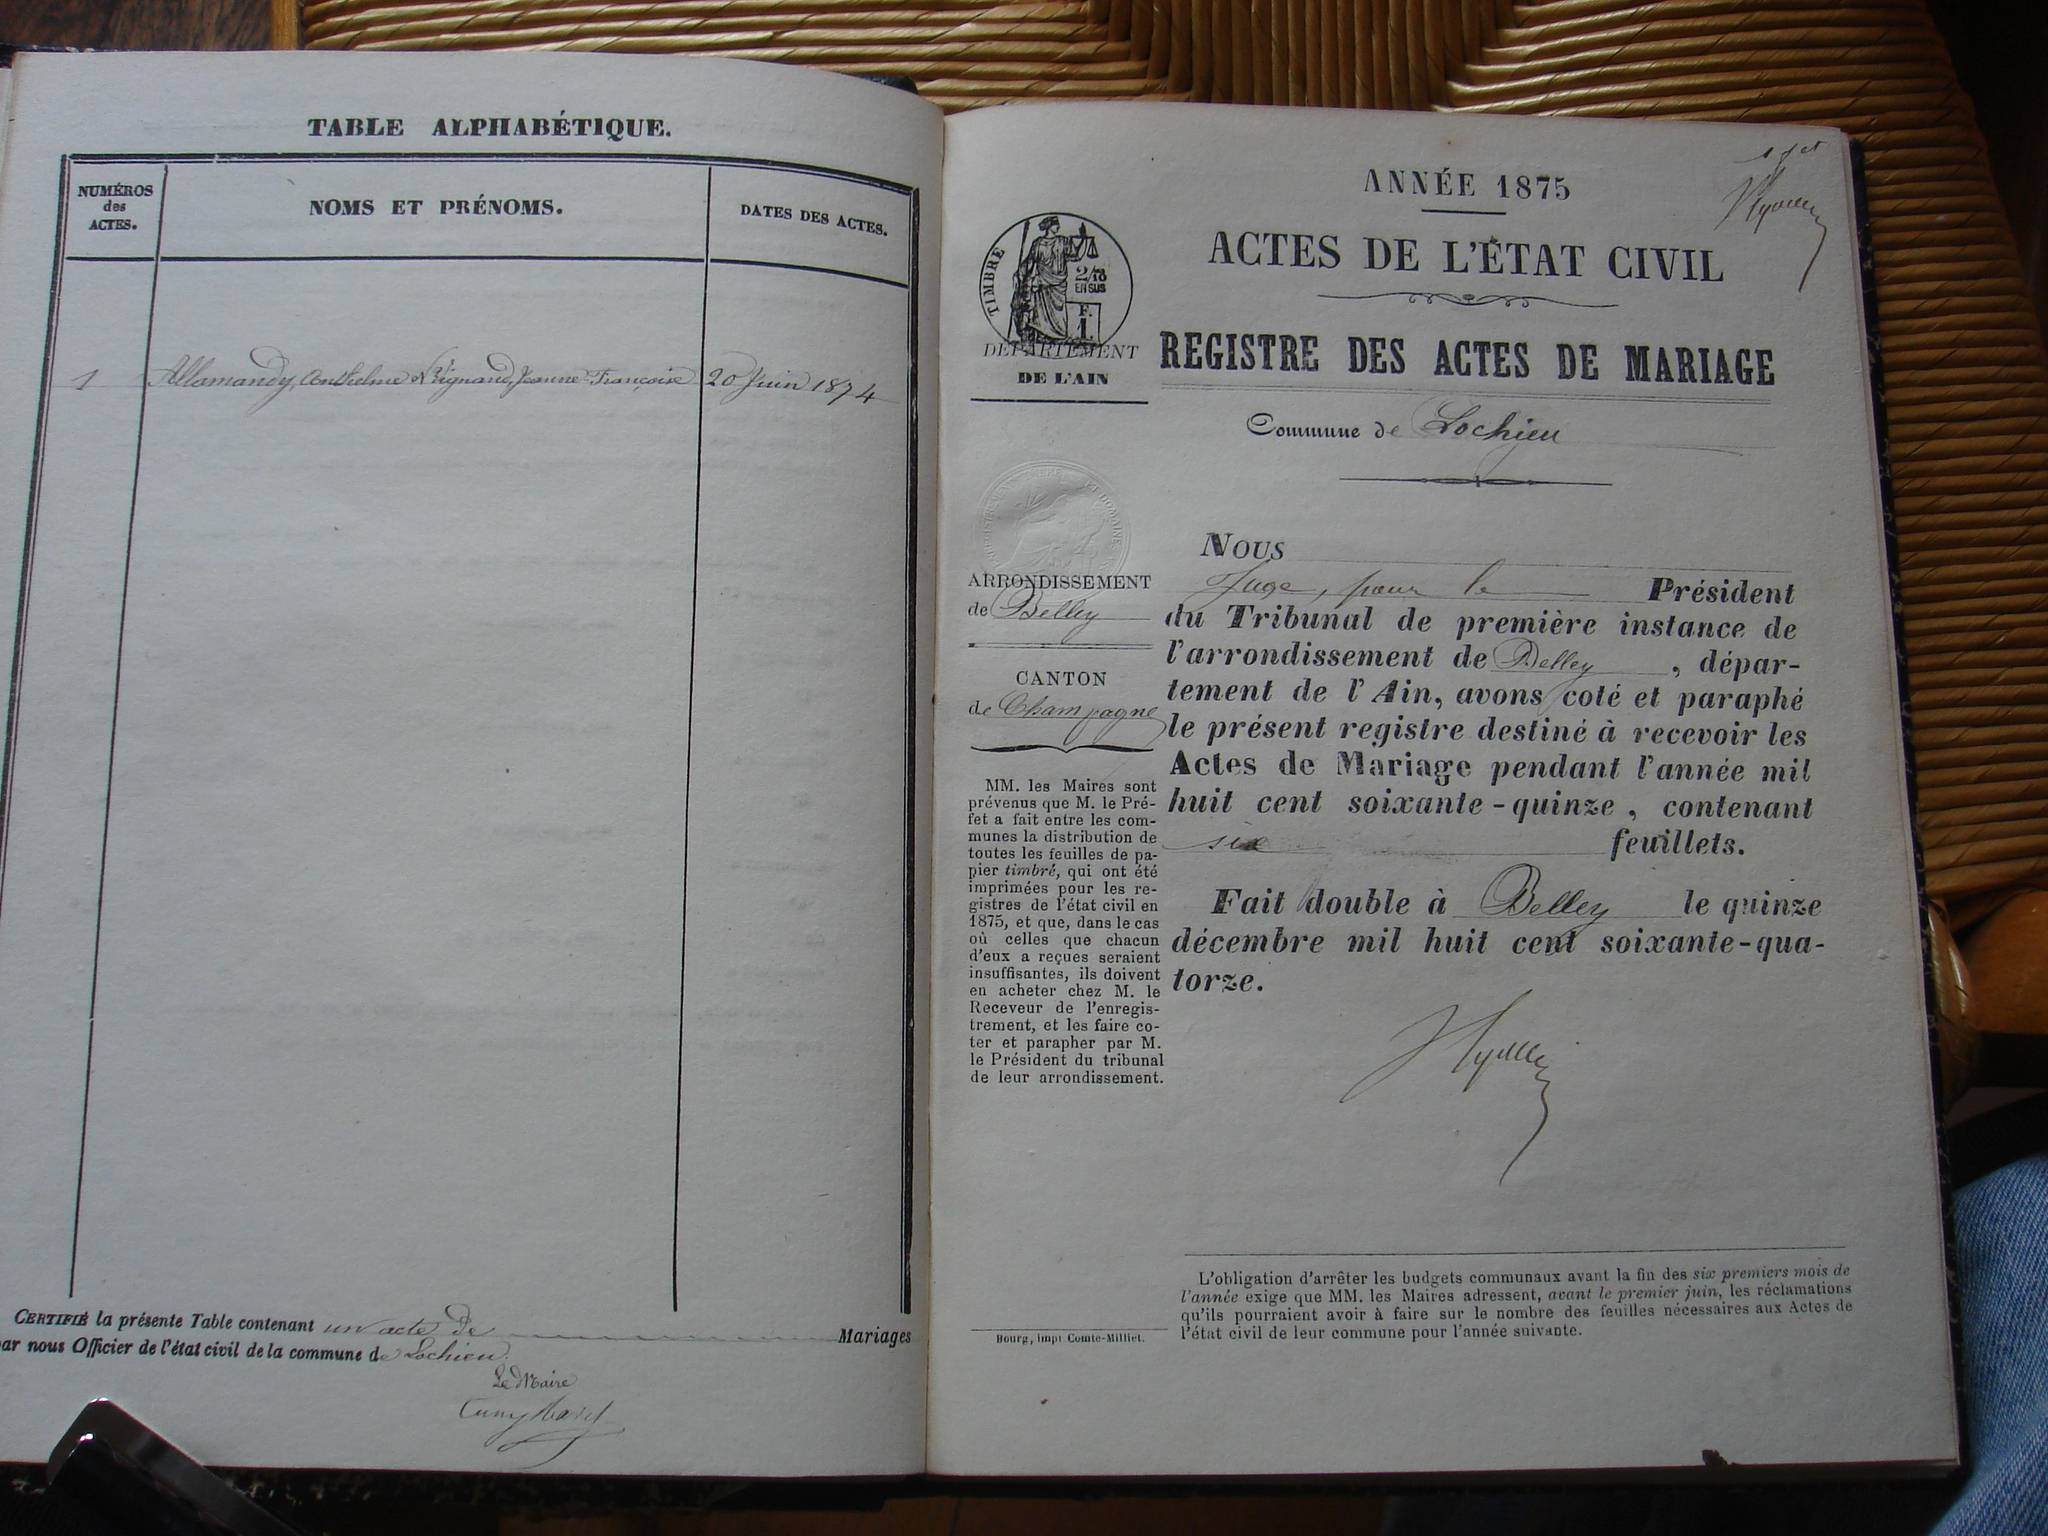 TABLE ALPHABÉTIQUE.
NUMÉROS
des
ACTES.
NOMS ET PRÉNOMS.
DATES DES ACTES.
1 Allamandy, Anthelme et Vignand, Jeanne-Françoise 20 Juin 1874
CERTIFIÉ la présente Table contenant un acte de Mariages
par nous Officier de l'état civil de la commune de Lochieu.
Le Maire
ANNÉE 1875
ACTES DE L'ÉTAT CIVIL
TIMBRE
2/10
EN SUS
F.
1
DÉPARTEMENT
DE L'AIN
REGISTRE DES ACTES DE MARIAGE
Commune de Lochieu
ARRONDISSEMENT
de Belley
CANTON
de Champagne
MM. les Maires sont
prévenus que M. le Pré-
fet a fait entre les com-
munes la distribution de
toutes les feuilles de pa-
pier timbré, qui ont été
imprimées pour les re-
gistres de l'état civil en
1875, et que, dans le cas
où celles que chacun
d'eux a reçues seraient
insuffisantes, ils doivent
en acheter chez M. le
Receveur de l'enregis-
trement, et les faire co-
ter et parapher par M.
le Président du tribunal
de leur arrondissement.
Bourg, impr Comte-Milliet.
NOUS
Juge, pour le Président
du Tribunal de première instance de
l'arrondissement de Belley, dépar-
tement de l'Ain, avons coté et paraphé
le présent registre destiné à recevoir les
Actes de Mariage pendant l'année mil
huit cent soixante-quinze, contenant
six feuillets.
Fait double à Belley le quinze
décembre mil huit cent soixante-qua-
torze.
L'obligation d'arrêter les budgets communaux avant la fin des six premiers mois de
l'année exige que MM. les Maires adressent, avant le premier juin, les réclamations
qu'ils pourraient avoir à faire sur le nombre des feuilles nécessaires aux Actes de
l'état civil de leur commune pour l'année suivante.